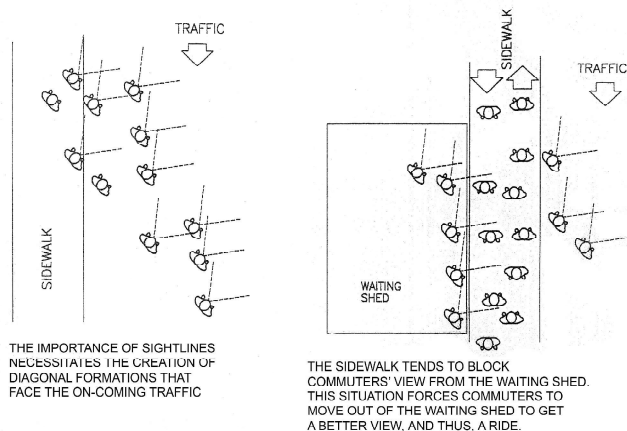 TRAFFIC
SIDEWALK
THE IMPORTANCE OF SIGHTLINES
NECESSITATES THE CREATION OF
DIAGONAL FORMATIONS THAT
FACE THE ON-COMING TRAFFIC
SIDEWALK
TRAFFIC
WAITING
SHED
THE SIDEWALK TENDS TO BLOCK
COMMUTERS' VIEW FROM THE WAITING SHED.
THIS SITUATION FORCES COMMUTERS TO
MOVE OUT OF THE WAITING SHED TO GET
A BETTER VIEW, AND THUS, A RIDE.